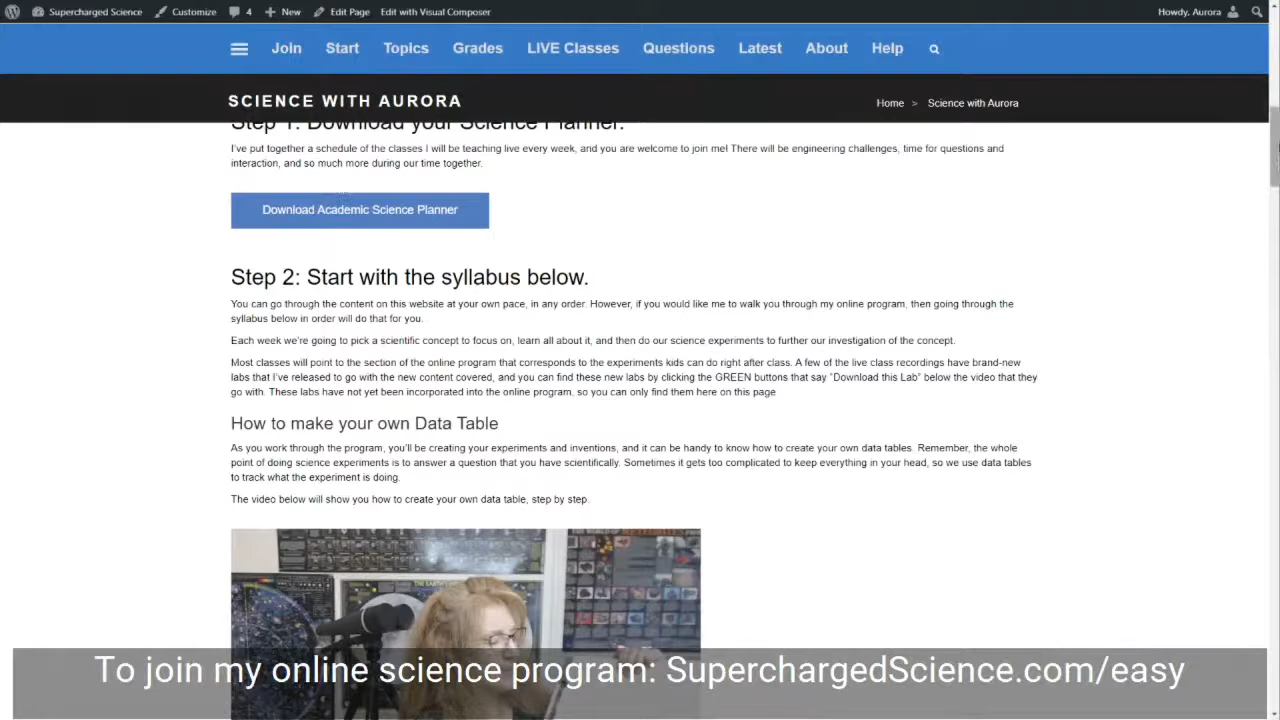 Supercharged Science Customize 4 New Edit Page Edit with Visual Composer Howdy, Aurora
Join Start Topics Grades LIVE Classes Questions Latest About Help
SCIENCE WITH AURORA Home > Science with Aurora
Step 1: Download your Science Planner.
I've put together a schedule of the classes I will be teaching live every week, and you are welcome to join me! There will be engineering challenges, time for questions and
interaction, and so much more during our time together.
Download Academic Science Planner
Step 2: Start with the syllabus below.
You can go through the content on this website at your own pace, in any order. However, if you would like me to walk you through my online program, then going through the
syllabus below in order will do that for you.
Each week we're going to pick a scientific concept to focus on, learn all about it, and then do our science experiments to further our investigation of the concept.
Most classes will point to the section of the online program that corresponds to the experiments kids can do right after class. A few of the live class recordings have brand-new
labs that I've released to go with the new content covered, and you can find these new labs by clicking the GREEN buttons that say "Download this Lab" below the video that they
go with. These labs have not yet been incorporated into the online program, so you can only find them here on this page
How to make your own Data Table
As you work through the program, you'll be creating your experiments and inventions, and it can be handy to know how to create your own data tables. Remember, the whole
point of doing science experiments is to answer a question that you have scientifically. Sometimes it gets too complicated to keep everything in your head, so we use data tables
to track what the experiment is doing.
The video below will show you how to create your own data table, step by step.
To join my online science program: SuperchargedScience.com/easy